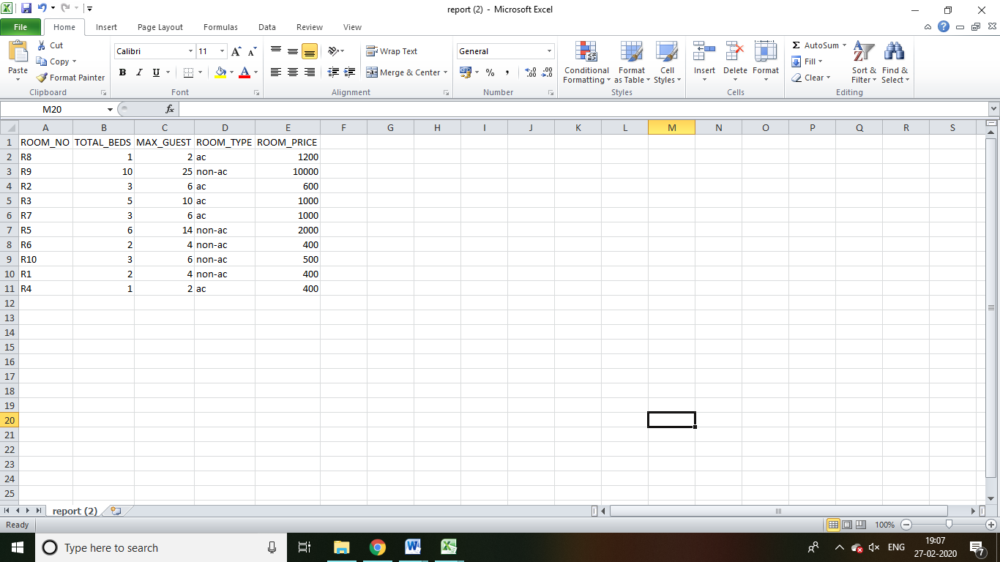 report (2) - Microsoft Excel
File Home Insert Page Layout Formulas Data Review View
Paste Cut Copy Format Painter Clipboard
Calibri 11 A A B I U A Font
Wrap Text Merge & Center Alignment
General % , .0 .00 .00 .0 Number
Conditional Formatting Format as Table Cell Styles Styles
Insert Delete Format Cells
Σ AutoSum Fill Clear Sort & Filter Find & Select Editing
M20 fx
A B C D E F G H I J K L M N O P Q R S
1 ROOM_NO TOTAL_BEDS MAX_GUEST ROOM_TYPE ROOM_PRICE
2 R8 1 2 ac 1200
3 R9 10 25 non-ac 10000
4 R2 3 6 ac 600
5 R3 5 10 ac 1000
6 R7 3 6 ac 1000
7 R5 6 14 non-ac 2000
8 R6 2 4 non-ac 400
9 R10 3 6 non-ac 500
10 R1 2 4 non-ac 400
11 R4 1 2 ac 400
12
13
14
15
16
17
18
19
20
21
22
23
24
25
report (2)
Ready 100%
Type here to search ENG 19:07
27-02-2020 7